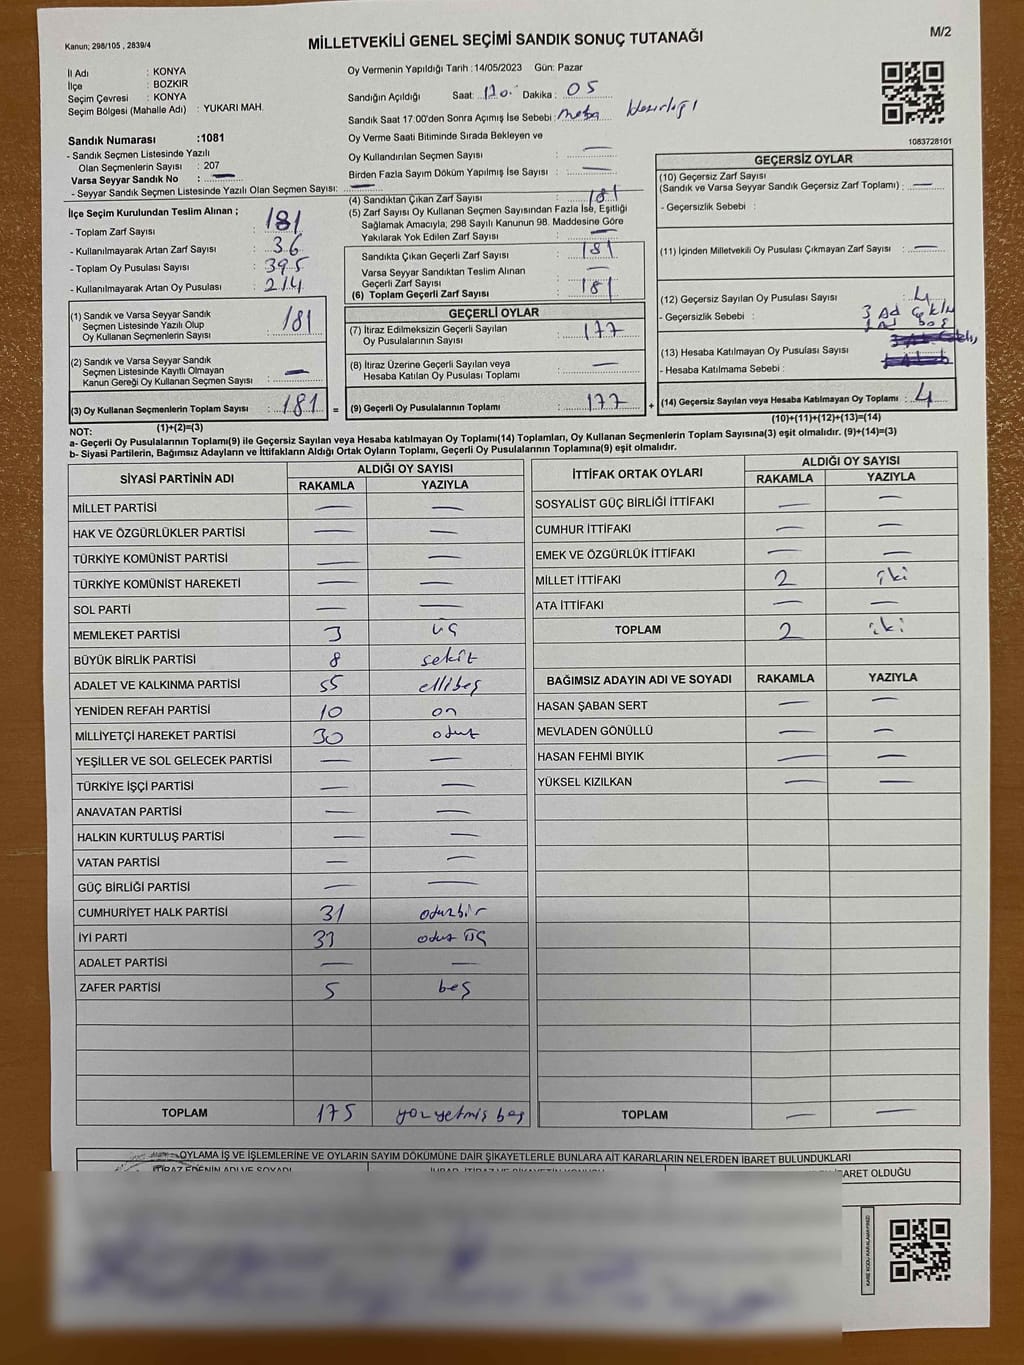 Kanun; 298/105 , 2839/4
MİLLETVEKİLİ GENEL SEÇİMİ SANDIK SONUÇ TUTANAĞI
M/2
İl Adı : KONYA
İlçe : BOZKIR
Seçim Çevresi : KONYA
Seçim Bölgesi (Mahalle Adı) : YUKARI MAH.
Sandık Numarası :1081
- Sandık Seçmen Listesinde Yazılı
Olan Seçmenlerin Sayısı : 207
Varsa Seyyar Sandık No : —
- Seyyar Sandık Seçmen Listesinde Yazılı Olan Seçmen Sayısı: —
Oy Vermenin Yapıldığı Tarih :14/05/2023 Gün: Pazar
Sandığın Açıldığı Saat: Dakika : 05
Sandık Saat 17:00'den Sonra Açımış İse Sebebi : Hazırlığı
Oy Verme Saati Bitiminde Sırada Bekleyen ve
Oy Kullandırılan Seçmen Sayısı : —
Birden Fazla Sayım Döküm Yapılmış İse Sayısı : —
1083728101
İlçe Seçim Kurulundan Teslim Alınan ;
- Toplam Zarf Sayısı : 181
- Kullanılmayarak Artan Zarf Sayısı : 36
- Toplam Oy Pusulası Sayısı : 395
- Kullanılmayarak Artan Oy Pusulası : 214
(4) Sandıktan Çıkan Zarf Sayısı : 181
(5) Zarf Sayısı Oy Kullanan Seçmen Sayısından Fazla İse, Eşitliği
Sağlamak Amacıyla; 298 Sayılı Kanunun 98. Maddesine Göre
Yakılarak Yok Edilen Zarf Sayısı : —
Sandıkta Çıkan Geçerli Zarf Sayısı : 181
Varsa Seyyar Sandıktan Teslim Alınan
Geçerli Zarf Sayısı : —
(6) Toplam Geçerli Zarf Sayısı : 181
GEÇERSİZ OYLAR
(10) Geçersiz Zarf Sayısı
(Sandık ve Varsa Seyyar Sandık Geçersiz Zarf Toplamı) : —
- Geçersizlik Sebebi :
(11) İçinden Milletvekili Oy Pusulası Çıkmayan Zarf Sayısı : —
(12) Geçersiz Sayılan Oy Pusulası Sayısı : 4
- Geçersizlik Sebebi : 3 Ad
boş
(13) Hesaba Katılmayan Oy Pusulası Sayısı
- Hesaba Katılmama Sebebi :
(14) Geçersiz Sayılan veya Hesaba Katılmayan Oy Toplamı : 4
(10)+(11)+(12)+(13)=(14)
(1) Sandık ve Varsa Seyyar Sandık
Seçmen Listesinde Yazılı Olup
Oy Kullanan Seçmenlerin Sayısı : 181
(2) Sandık ve Varsa Seyyar Sandık
Seçmen Listesinde Kayıtlı Olmayan
Kanun Gereği Oy Kullanan Seçmen Sayısı : —
(3) Oy Kullanan Seçmenlerin Toplam Sayısı : 181 =
(1)+(2)=(3)
GEÇERLİ OYLAR
(7) İtiraz Edilmeksizin Geçerli Sayılan
Oy Pusulalarının Sayısı : 177
(8) İtiraz Üzerine Geçerli Sayılan veya
Hesaba Katılan Oy Pusulası Toplamı : —
(9) Geçerli Oy Pusulalarının Toplamı : 177 +
NOT:
a- Geçerli Oy Pusulalarının Toplamı(9) ile Geçersiz Sayılan veya Hesaba katılmayan Oy Toplamı(14) Toplamları, Oy Kullanan Seçmenlerin Toplam Sayısına(3) eşit olmalıdır. (9)+(14)=(3)
b- Siyasi Partilerin, Bağımsız Adayların ve İttifakların Aldığı Ortak Oyların Toplamı, Geçerli Oy Pusulalarının Toplamına(9) eşit olmalıdır.
SİYASİ PARTİNİN ADI ALDIĞI OY SAYISI
RAKAMLA YAZIYLA
MİLLET PARTİSİ — —
HAK VE ÖZGÜRLÜKLER PARTİSİ — —
TÜRKİYE KOMÜNİST PARTİSİ — —
TÜRKİYE KOMÜNİST HAREKETİ — —
SOL PARTİ — —
MEMLEKET PARTİSİ 3 üç
BÜYÜK BİRLİK PARTİSİ 8 sekiz
ADALET VE KALKINMA PARTİSİ 55 ellibeş
YENİDEN REFAH PARTİSİ 10 on
MİLLİYETÇİ HAREKET PARTİSİ 30 otuz
YEŞİLLER VE SOL GELECEK PARTİSİ — —
TÜRKİYE İŞÇİ PARTİSİ — —
ANAVATAN PARTİSİ — —
HALKIN KURTULUŞ PARTİSİ — —
VATAN PARTİSİ — —
GÜÇ BİRLİĞİ PARTİSİ — —
CUMHURİYET HALK PARTİSİ 31 otuzbir
İYİ PARTİ 33 otuz üç
ADALET PARTİSİ — —
ZAFER PARTİSİ 5 beş
TOPLAM 175 yüz yetmiş beş
İTTİFAK ORTAK OYLARI ALDIĞI OY SAYISI
RAKAMLA YAZIYLA
SOSYALİST GÜÇ BİRLİĞİ İTTİFAKI — —
CUMHUR İTTİFAKI — —
EMEK VE ÖZGÜRLÜK İTTİFAKI — —
MİLLET İTTİFAKI 2 iki
ATA İTTİFAKI — —
TOPLAM 2 iki
BAĞIMSIZ ADAYIN ADI VE SOYADI RAKAMLA YAZIYLA
HASAN ŞABAN SERT — —
MEVLADEN GÖNÜLLÜ — —
HASAN FEHMİ BIYIK — —
YÜKSEL KIZILKAN — —
TOPLAM — —
OYLAMA İŞ VE İŞLEMLERİNE VE OYLARIN SAYIM DÖKÜMÜNE DAİR ŞİKAYETLERLE BUNLARA AİT KARARLARIN NELERDEN İBARET BULUNDUKLARI
İTİRAZ EDENİN ADI VE SOYADI
İBARET OLDUĞU